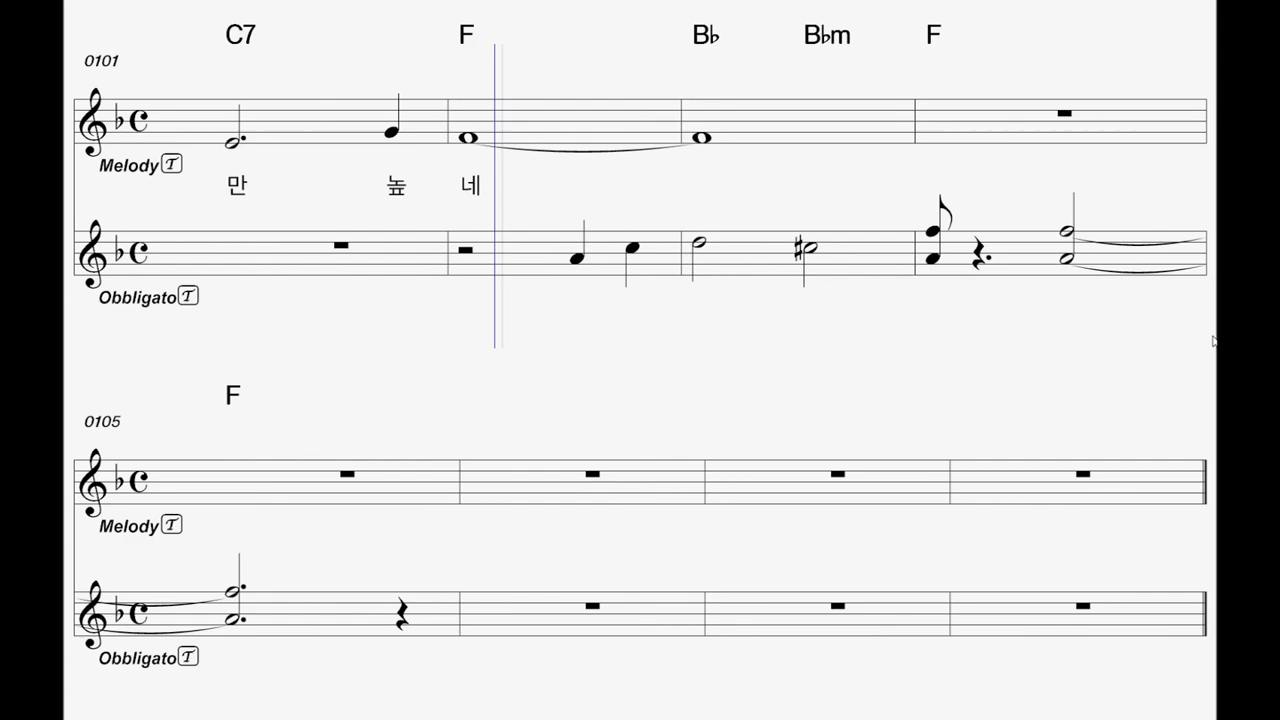 C7 F B♭ B♭m F
0101
Melody T
만 높 네
Obbligato T
F
0105
Melody T
Obbligato T